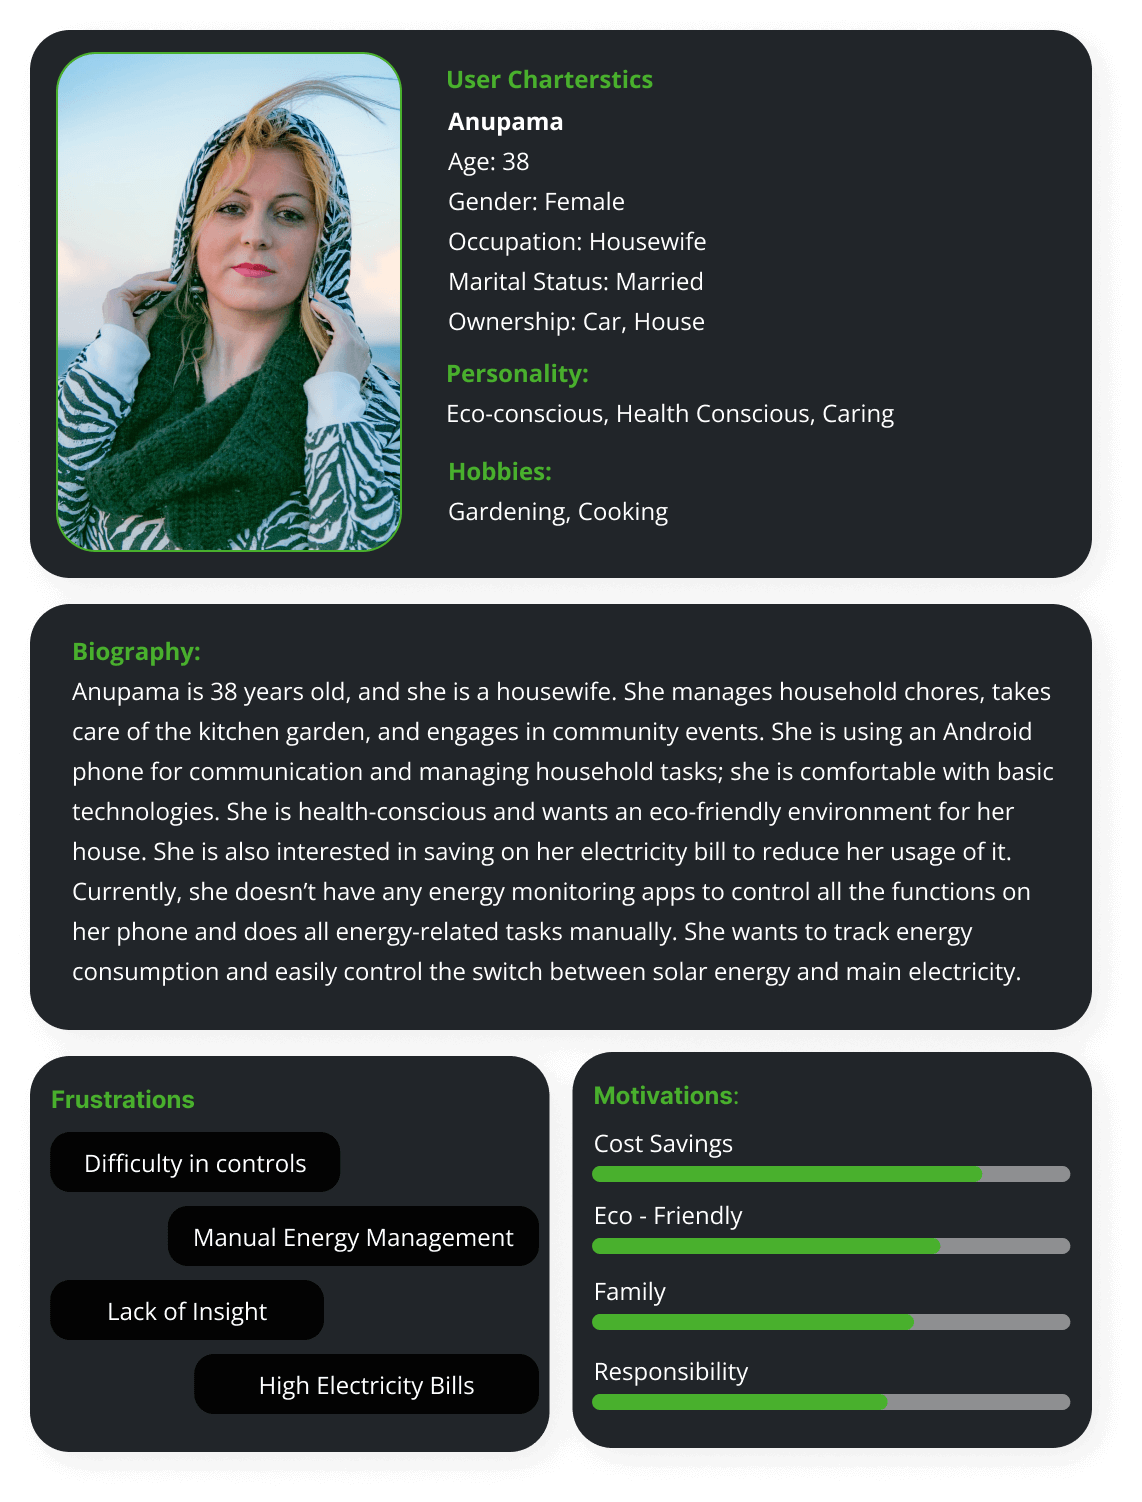 User Charterstics
Anupama
Age: 38
Gender: Female
Occupation: Housewife
Marital Status: Married
Ownership: Car, House
Personality:
Eco-conscious, Health Conscious, Caring
Hobbies:
Gardening, Cooking
Biography:
Anupama is 38 years old, and she is a housewife. She manages household chores, takes
care of the kitchen garden, and engages in community events. She is using an Android
phone for communication and managing household tasks; she is comfortable with basic
technologies. She is health-conscious and wants an eco-friendly environment for her
house. She is also interested in saving on her electricity bill to reduce her usage of it.
Currently, she doesn’t have any energy monitoring apps to control all the functions on
her phone and does all energy-related tasks manually. She wants to track energy
consumption and easily control the switch between solar energy and main electricity.
Frustrations
Difficulty in controls
Manual Energy Management
Lack of Insight
High Electricity Bills
Motivations:
Cost Savings
Eco - Friendly
Family
Responsibility